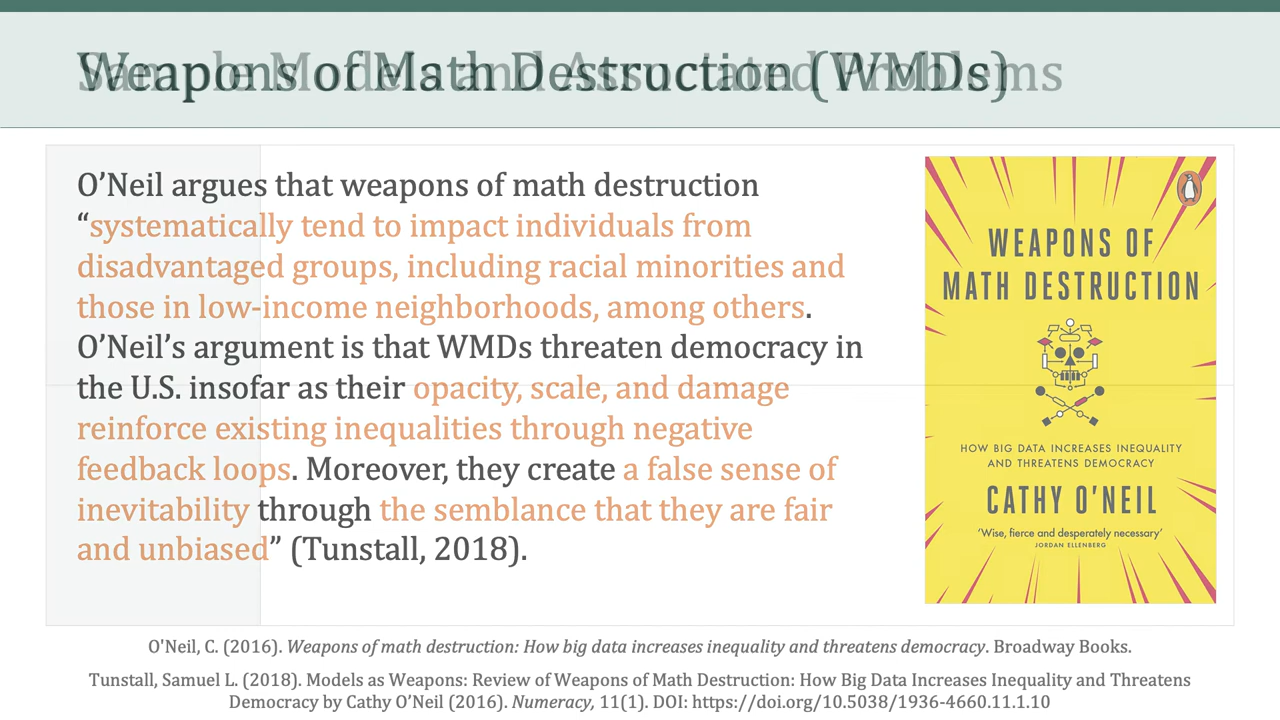 Weapons of Math Destruction (WMDs)
Sample Models and Associated Problems
O’Neil argues that weapons of math destruction
“systematically tend to impact individuals from
disadvantaged groups, including racial minorities and
those in low-income neighborhoods, among others.
O’Neil’s argument is that WMDs threaten democracy in
the U.S. insofar as their opacity, scale, and damage
reinforce existing inequalities through negative
feedback loops. Moreover, they create a false sense of
inevitability through the semblance that they are fair
and unbiased” (Tunstall, 2018).
WEAPONS OF
MATH DESTRUCTION
HOW BIG DATA INCREASES INEQUALITY
AND THREATENS DEMOCRACY
CATHY O'NEIL
‘Wise, fierce and desperately necessary’
JORDAN ELLENBERG
O'Neil, C. (2016). Weapons of math destruction: How big data increases inequality and threatens democracy. Broadway Books.
Tunstall, Samuel L. (2018). Models as Weapons: Review of Weapons of Math Destruction: How Big Data Increases Inequality and Threatens
Democracy by Cathy O’Neil (2016). Numeracy, 11(1). DOI: https://doi.org/10.5038/1936-4660.11.1.10